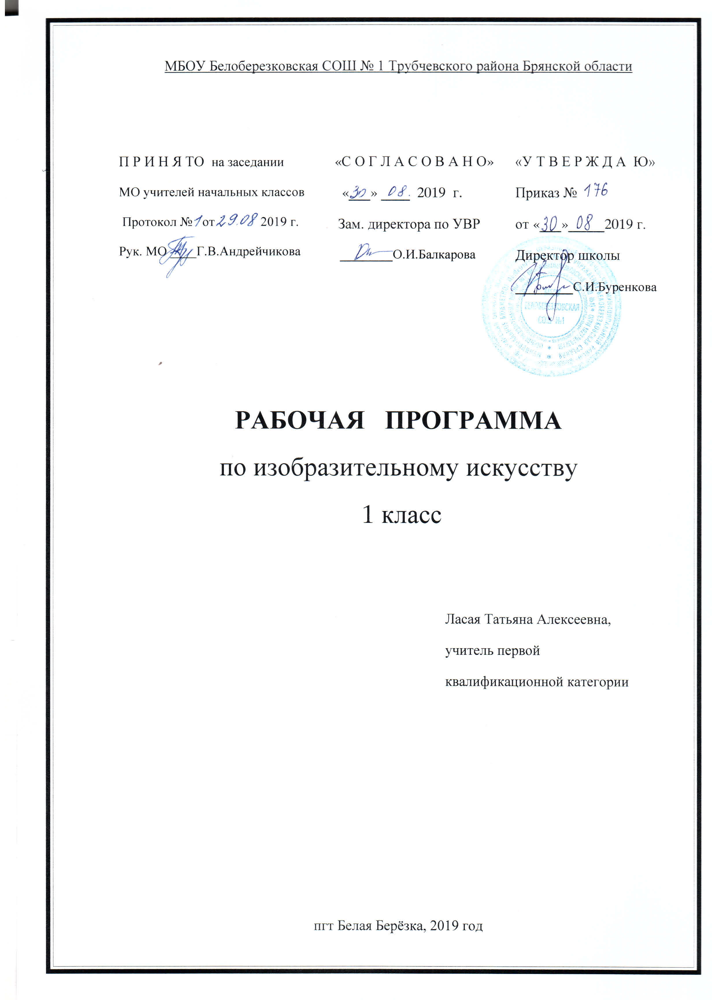 МБОУ Белоберезковская СОШ № 1 Трубчевского района Брянской области
П Р И Н Я ТО на заседании
МО учителей начальных классов
Протокол №1 от 29.08 2019 г.
Рук. МО____Г.В.Андрейчикова
«С О Г Л А С О В А Н О»
«30» 08. 2019 г.
Зам. директора по УВР
________О.И.Балкарова
«У Т В Е Р Ж Д А Ю»
Приказ № 176
от «30» 08 2019 г.
Директор школы
________С.И.Буренкова
БЕЛОБЕРЕЗКОВСКАЯ
СОШ №1
РАБОЧАЯ ПРОГРАММА
по изобразительному искусству
1 класс
Ласая Татьяна Алексеевна,
учитель первой
квалификационной категории
пгт Белая Берёзка, 2019 год